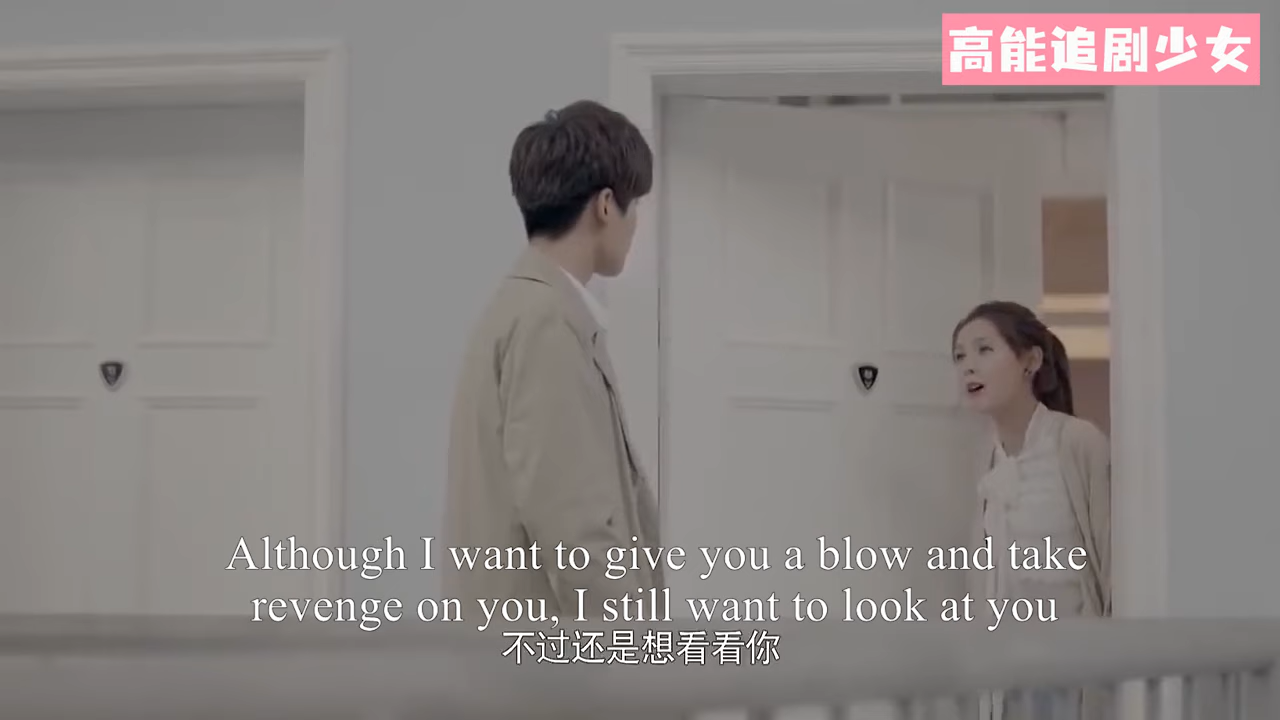 高能追剧少女
Although I want to give you a blow and take
revenge on you, I still want to look at you
不过还是想看看你